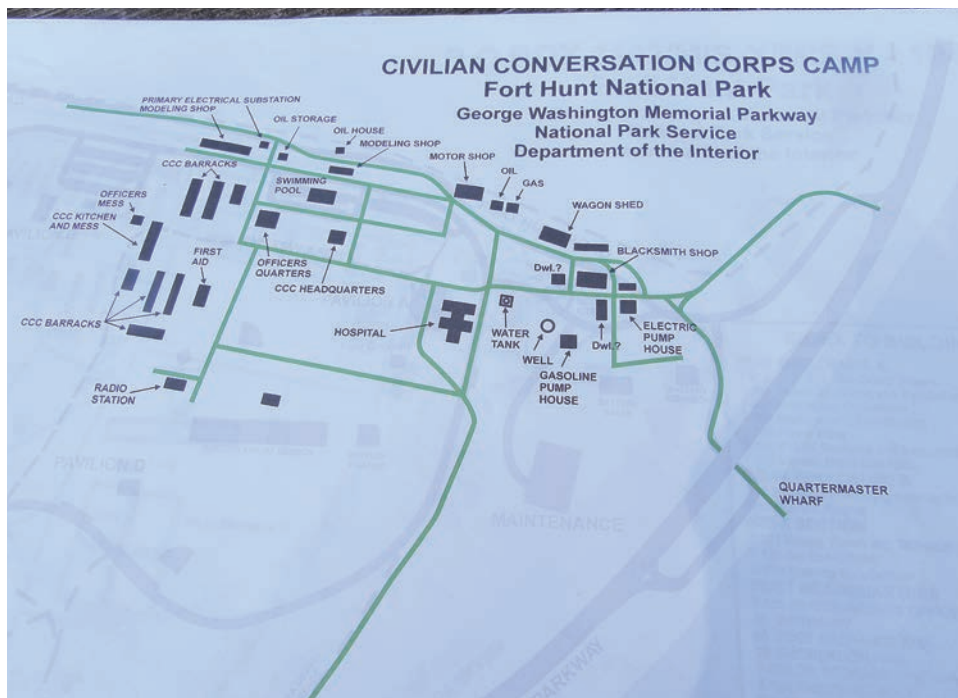 CIVILIAN CONVERSATION CORPS CAMP
Fort Hunt National Park
George Washington Memorial Parkway
National Park Service
Department of the Interior
PRIMARY ELECTRICAL SUBSTATION
MODELING SHOP
OIL STORAGE
OIL HOUSE
MODELING SHOP
MOTOR SHOP
OIL
GAS
CCC BARRACKS
SWIMMING
POOL
WAGON SHED
OFFICERS
MESS
CCC KITCHEN
AND MESS
FIRST
AID
OFFICERS
QUARTERS
CCC HEADQUARTERS
Dwl.?
BLACKSMITH SHOP
CCC BARRACKS
HOSPITAL
WATER
TANK
WELL
GASOLINE
PUMP
HOUSE
Dwl.?
ELECTRIC
PUMP
HOUSE
RADIO
STATION
PAVILION D
MAINTENANCE
QUARTERMASTER
WHARF
PARKWAY